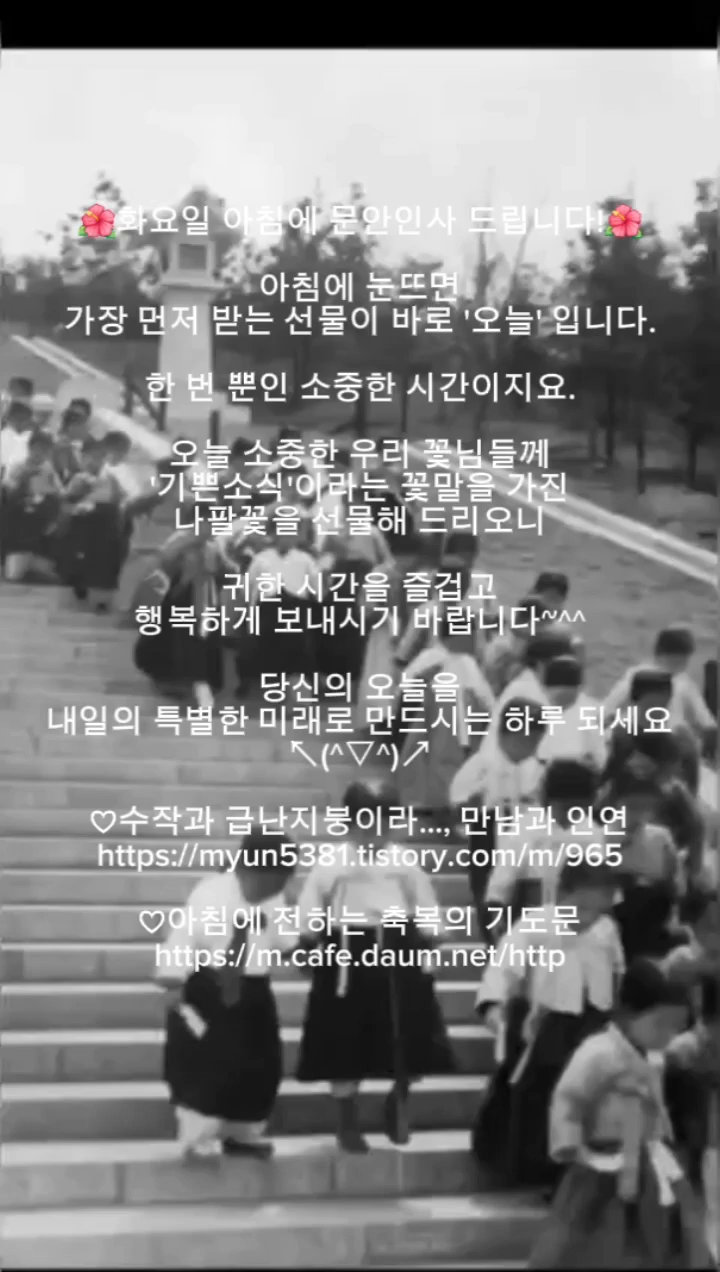 🌺화요일 아침에 문안인사 드립니다!🌺
아침에 눈뜨면
가장 먼저 받는 선물이 바로 '오늘' 입니다.
한 번 뿐인 소중한 시간이지요.
오늘 소중한 우리 꽃님들께
'기쁜소식'이라는 꽃말을 가진
나팔꽃을 선물해 드리오니
귀한 시간을 즐겁고
행복하게 보내시기 바랍니다~^^
당신의 오늘을
내일의 특별한 미래로 만드시는 하루 되세요
↖(^▽^)↗
♡수작과 급난지붕이라..., 만남과 인연
https://myun5381.tistory.com/m/965
♡아침에 전하는 축복의 기도문
https://m.cafe.daum.net/http